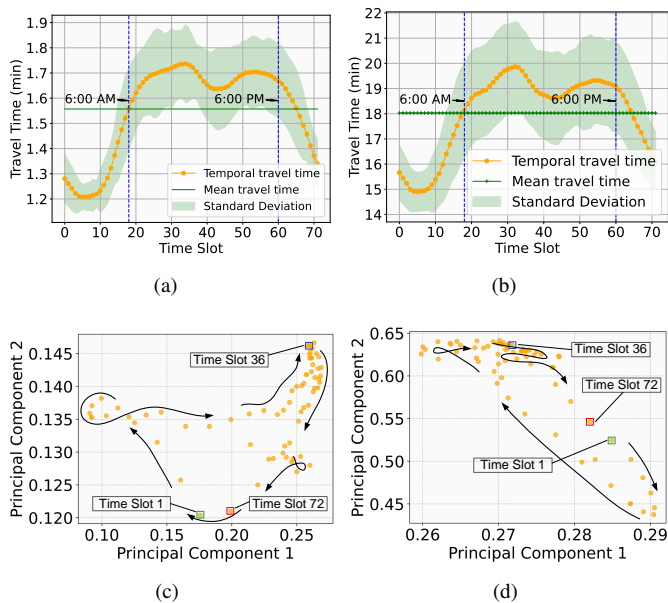 1.9
1.8
1.7
1.6
1.5
1.4
1.3
1.2
Travel Time (min)
6:00 AM
6:00 PM
Temporal travel time
Mean travel time
Standard Deviation
0 10 20 30 40 50 60 70
Time Slot
(a)
22
21
20
19
18
17
16
15
14
Travel Time (min)
6:00 AM
6:00 PM
Temporal travel time
Mean travel time
Standard Deviation
0 10 20 30 40 50 60 70
Time Slot
(b)
0.145
0.140
0.135
0.130
0.125
0.120
Principal Component 2
Time Slot 36
Time Slot 1
Time Slot 72
0.10 0.15 0.20 0.25
Principal Component 1
(c)
0.65
0.60
0.55
0.50
0.45
Principal Component 2
Time Slot 36
Time Slot 72
Time Slot 1
0.26 0.27 0.28 0.29
Principal Component 1
(d)